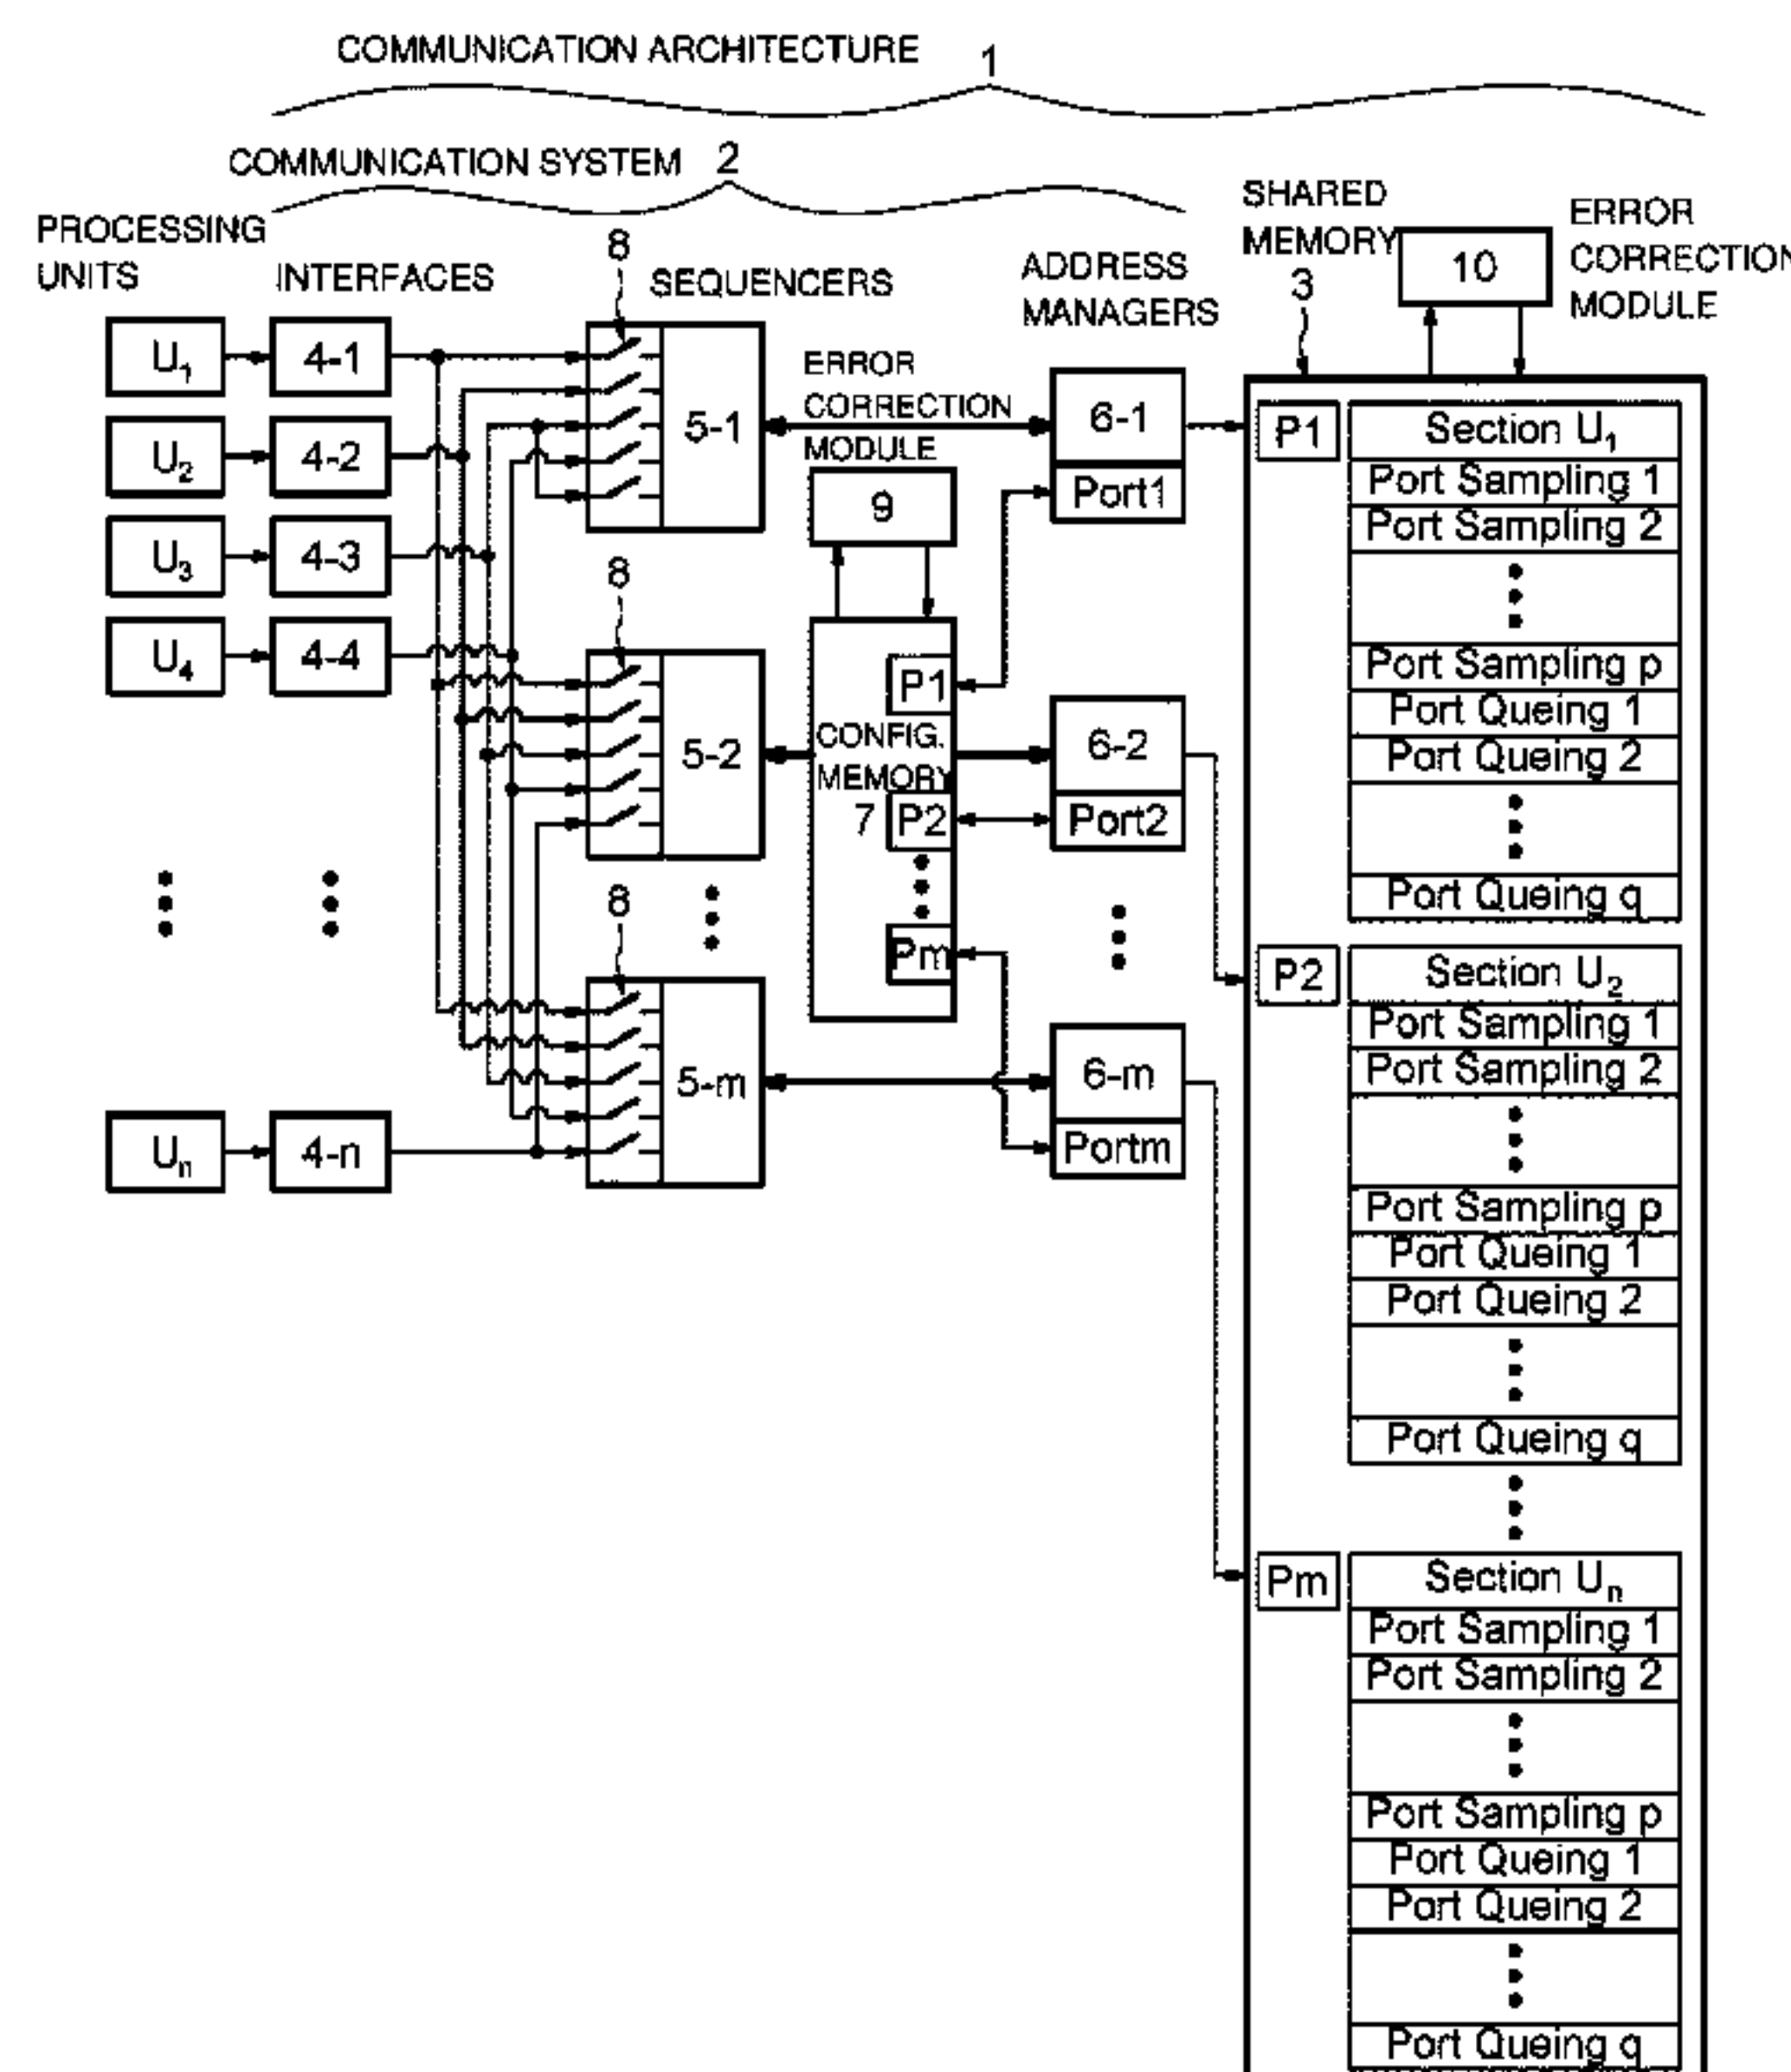 COMMUNICATION ARCHITECTURE 1
COMMUNICATION SYSTEM 2
PROCESSING
UNITS
INTERFACES
8
SEQUENCERS
ADDRESS
MANAGERS
SHARED
MEMORY
3
10
ERROR
CORRECTION
MODULE
U1
4-1
U2
4-2
U3
4-3
U4
4-4
Un
4-n
5-1
8
5-2
8
5-m
ERROR
CORRECTION
MODULE
9
P1
CONFIG.
MEMORY
7
P2
Pm
6-1
Port1
6-2
Port2
6-m
Portm
P1
Section U1
Port Sampling 1
Port Sampling 2
Port Sampling p
Port Queing 1
Port Queing 2
Port Queing q
P2
Section U2
Port Sampling 1
Port Sampling 2
Port Sampling p
Port Queing 1
Port Queing 2
Port Queing q
Pm
Section Un
Port Sampling 1
Port Sampling 2
Port Sampling p
Port Queing 1
Port Queing 2
Port Queing q